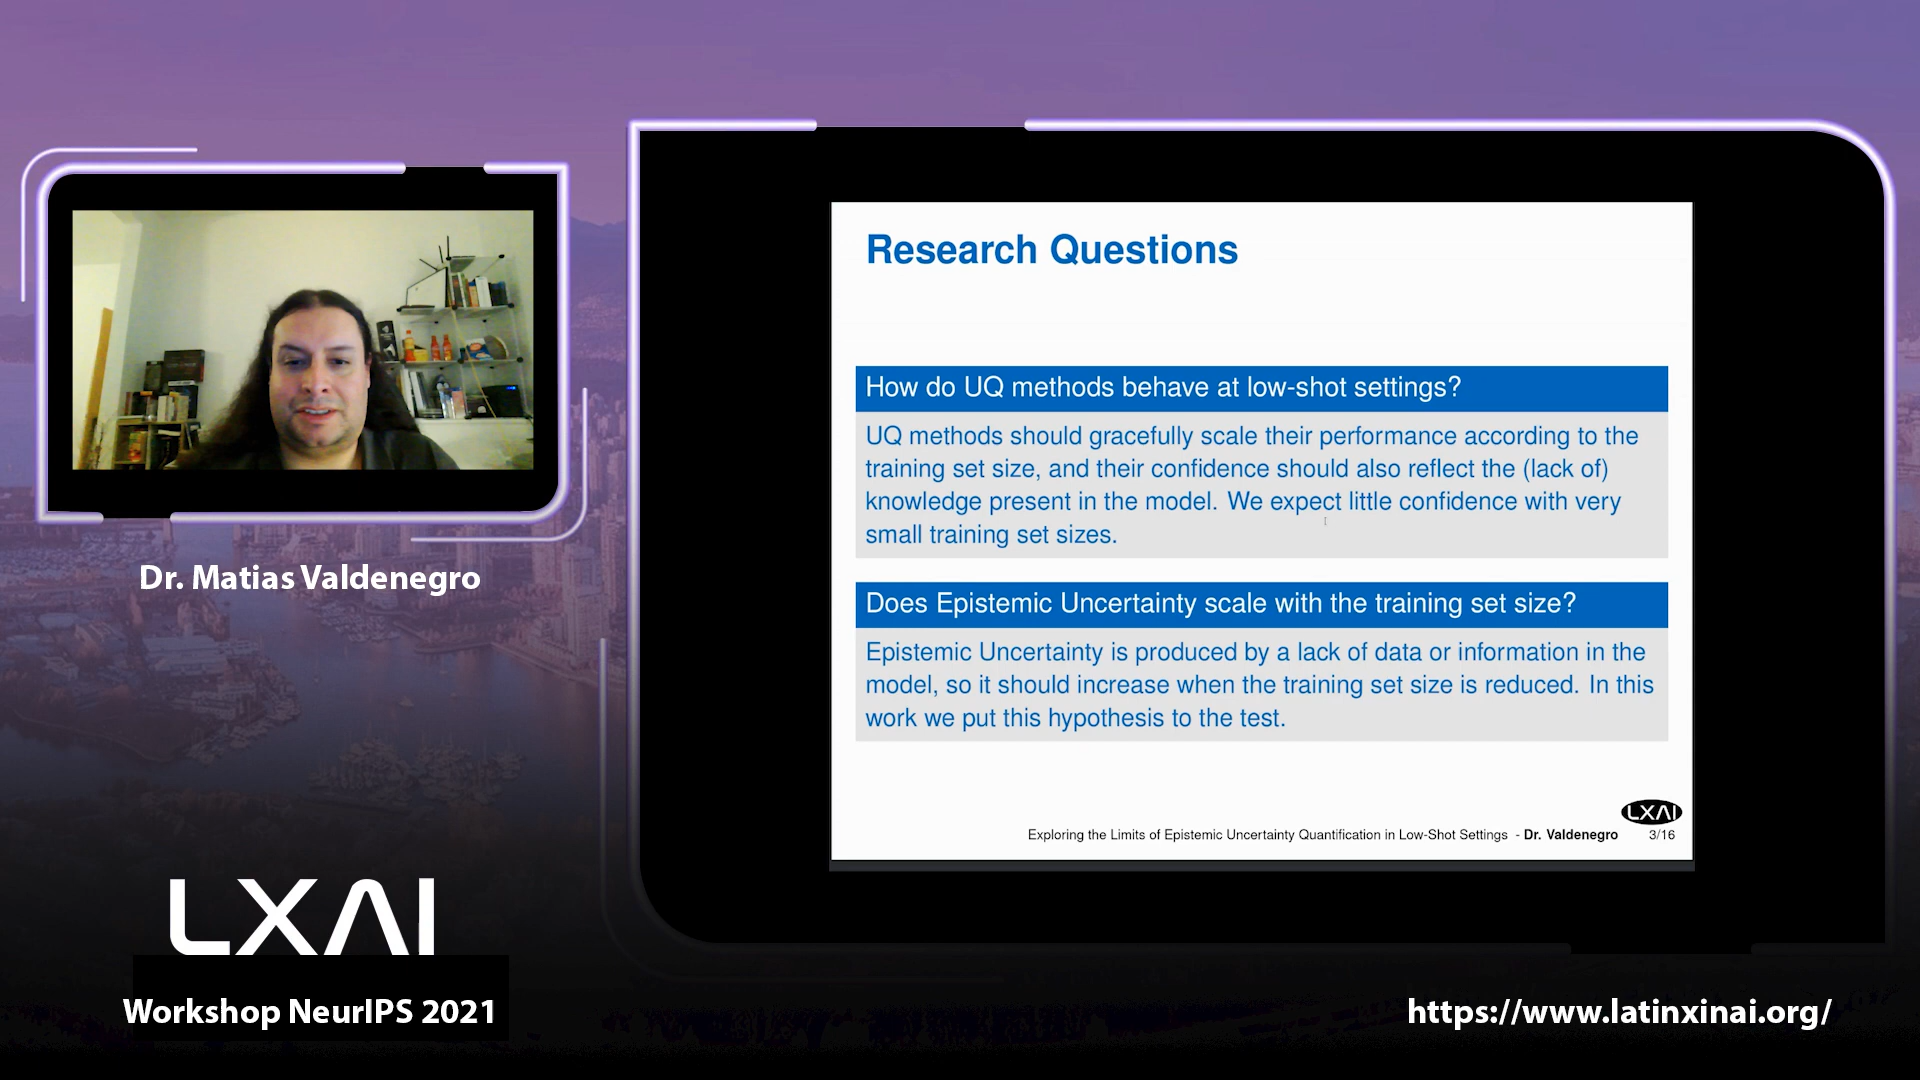 Research Questions
How do UQ methods behave at low-shot settings?
UQ methods should gracefully scale their performance according to the
training set size, and their confidence should also reflect the (lack of)
knowledge present in the model. We expect little confidence with very
small training set sizes.
Does Epistemic Uncertainty scale with the training set size?
Epistemic Uncertainty is produced by a lack of data or information in the
model, so it should increase when the training set size is reduced. In this
work we put this hypothesis to the test.
LXAI
Exploring the Limits of Epistemic Uncertainty Quantification in Low-Shot Settings - Dr. Valdenegro
3/16
Dr. Matias Valdenegro
LXAI
Workshop NeurIPS 2021
https://www.latinxinai.org/